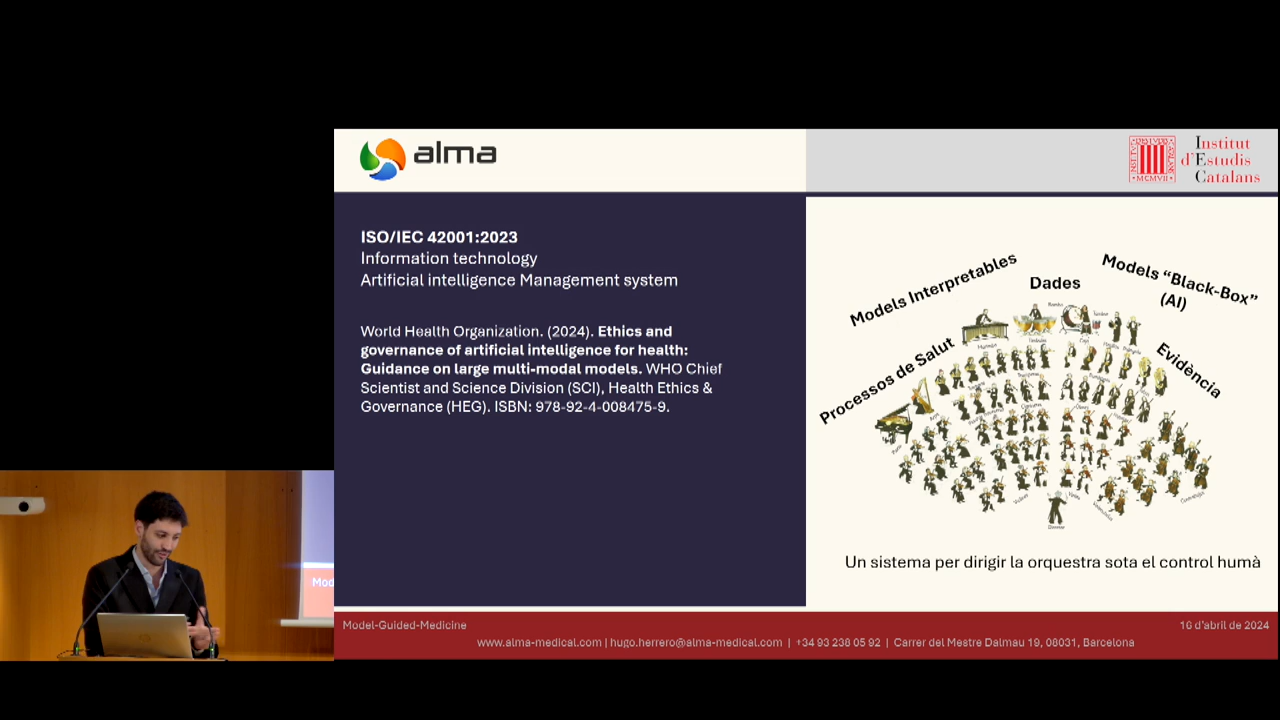 alma
Institut
d'Estudis
Catalans
MCMVII
ISO/IEC 42001:2023
Information technology
Artificial intelligence Management system
World Health Organization. (2024). Ethics and
governance of artificial intelligence for health:
Guidance on large multi-modal models. WHO Chief
Scientist and Science Division (SCI), Health Ethics &
Governance (HEG). ISBN: 978-92-4-008475-9.
Processos de Salut
Models Interpretables
Dades
Models “Black-Box”
(AI)
Evidència
Un sistema per dirigir la orquestra sota el control humà
Mod
Model-Guided-Medicine
16 d'abril de 2024
www.alma-medical.com | hugo.herrero@alma-medical.com | +34 93 238 05 92 | Carrer del Mestre Dalmau 19, 08031, Barcelona